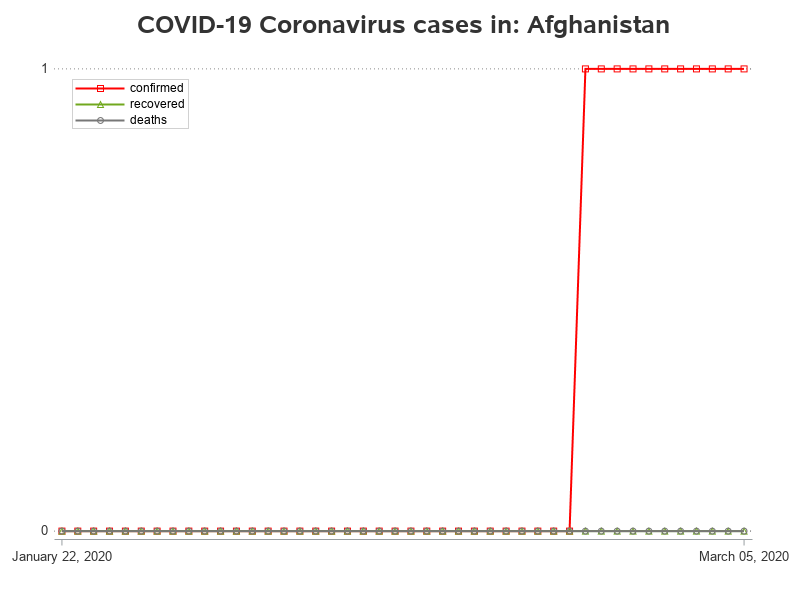 COVID-19 Coronavirus cases in: Afghanistan
1
confirmed
recovered
deaths
0
January 22, 2020
March 05, 2020